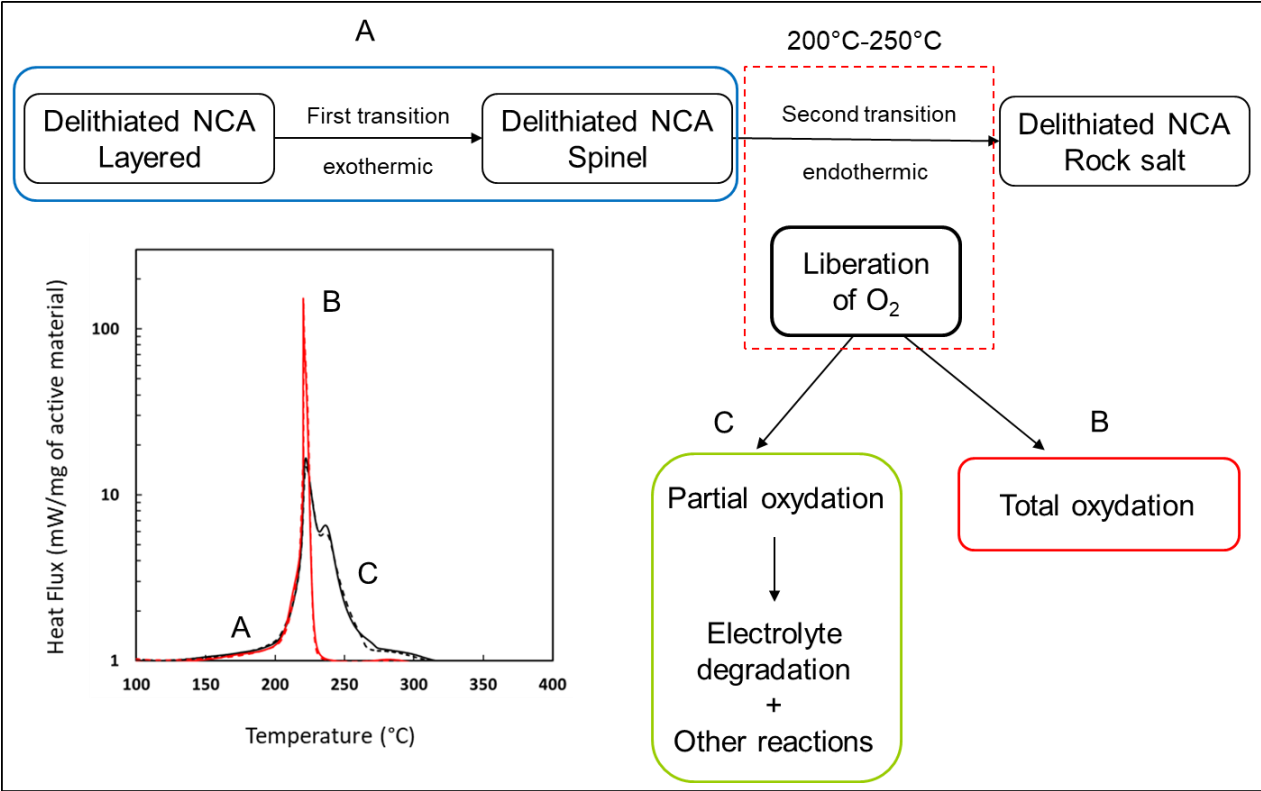 A
200°C-250°C
Delithiated NCA
Layered
First transition
exothermic
Delithiated NCA
Spinel
Second transition
endothermic
Delithiated NCA
Rock salt
Liberation
of O₂
C
B
Partial oxydation
Electrolyte
degradation
+
Other reactions
Total oxydation
Heat Flux (mW/mg of active material)
100
10
1
B
C
A
100
150
200
250
300
350
400
Temperature (°C)